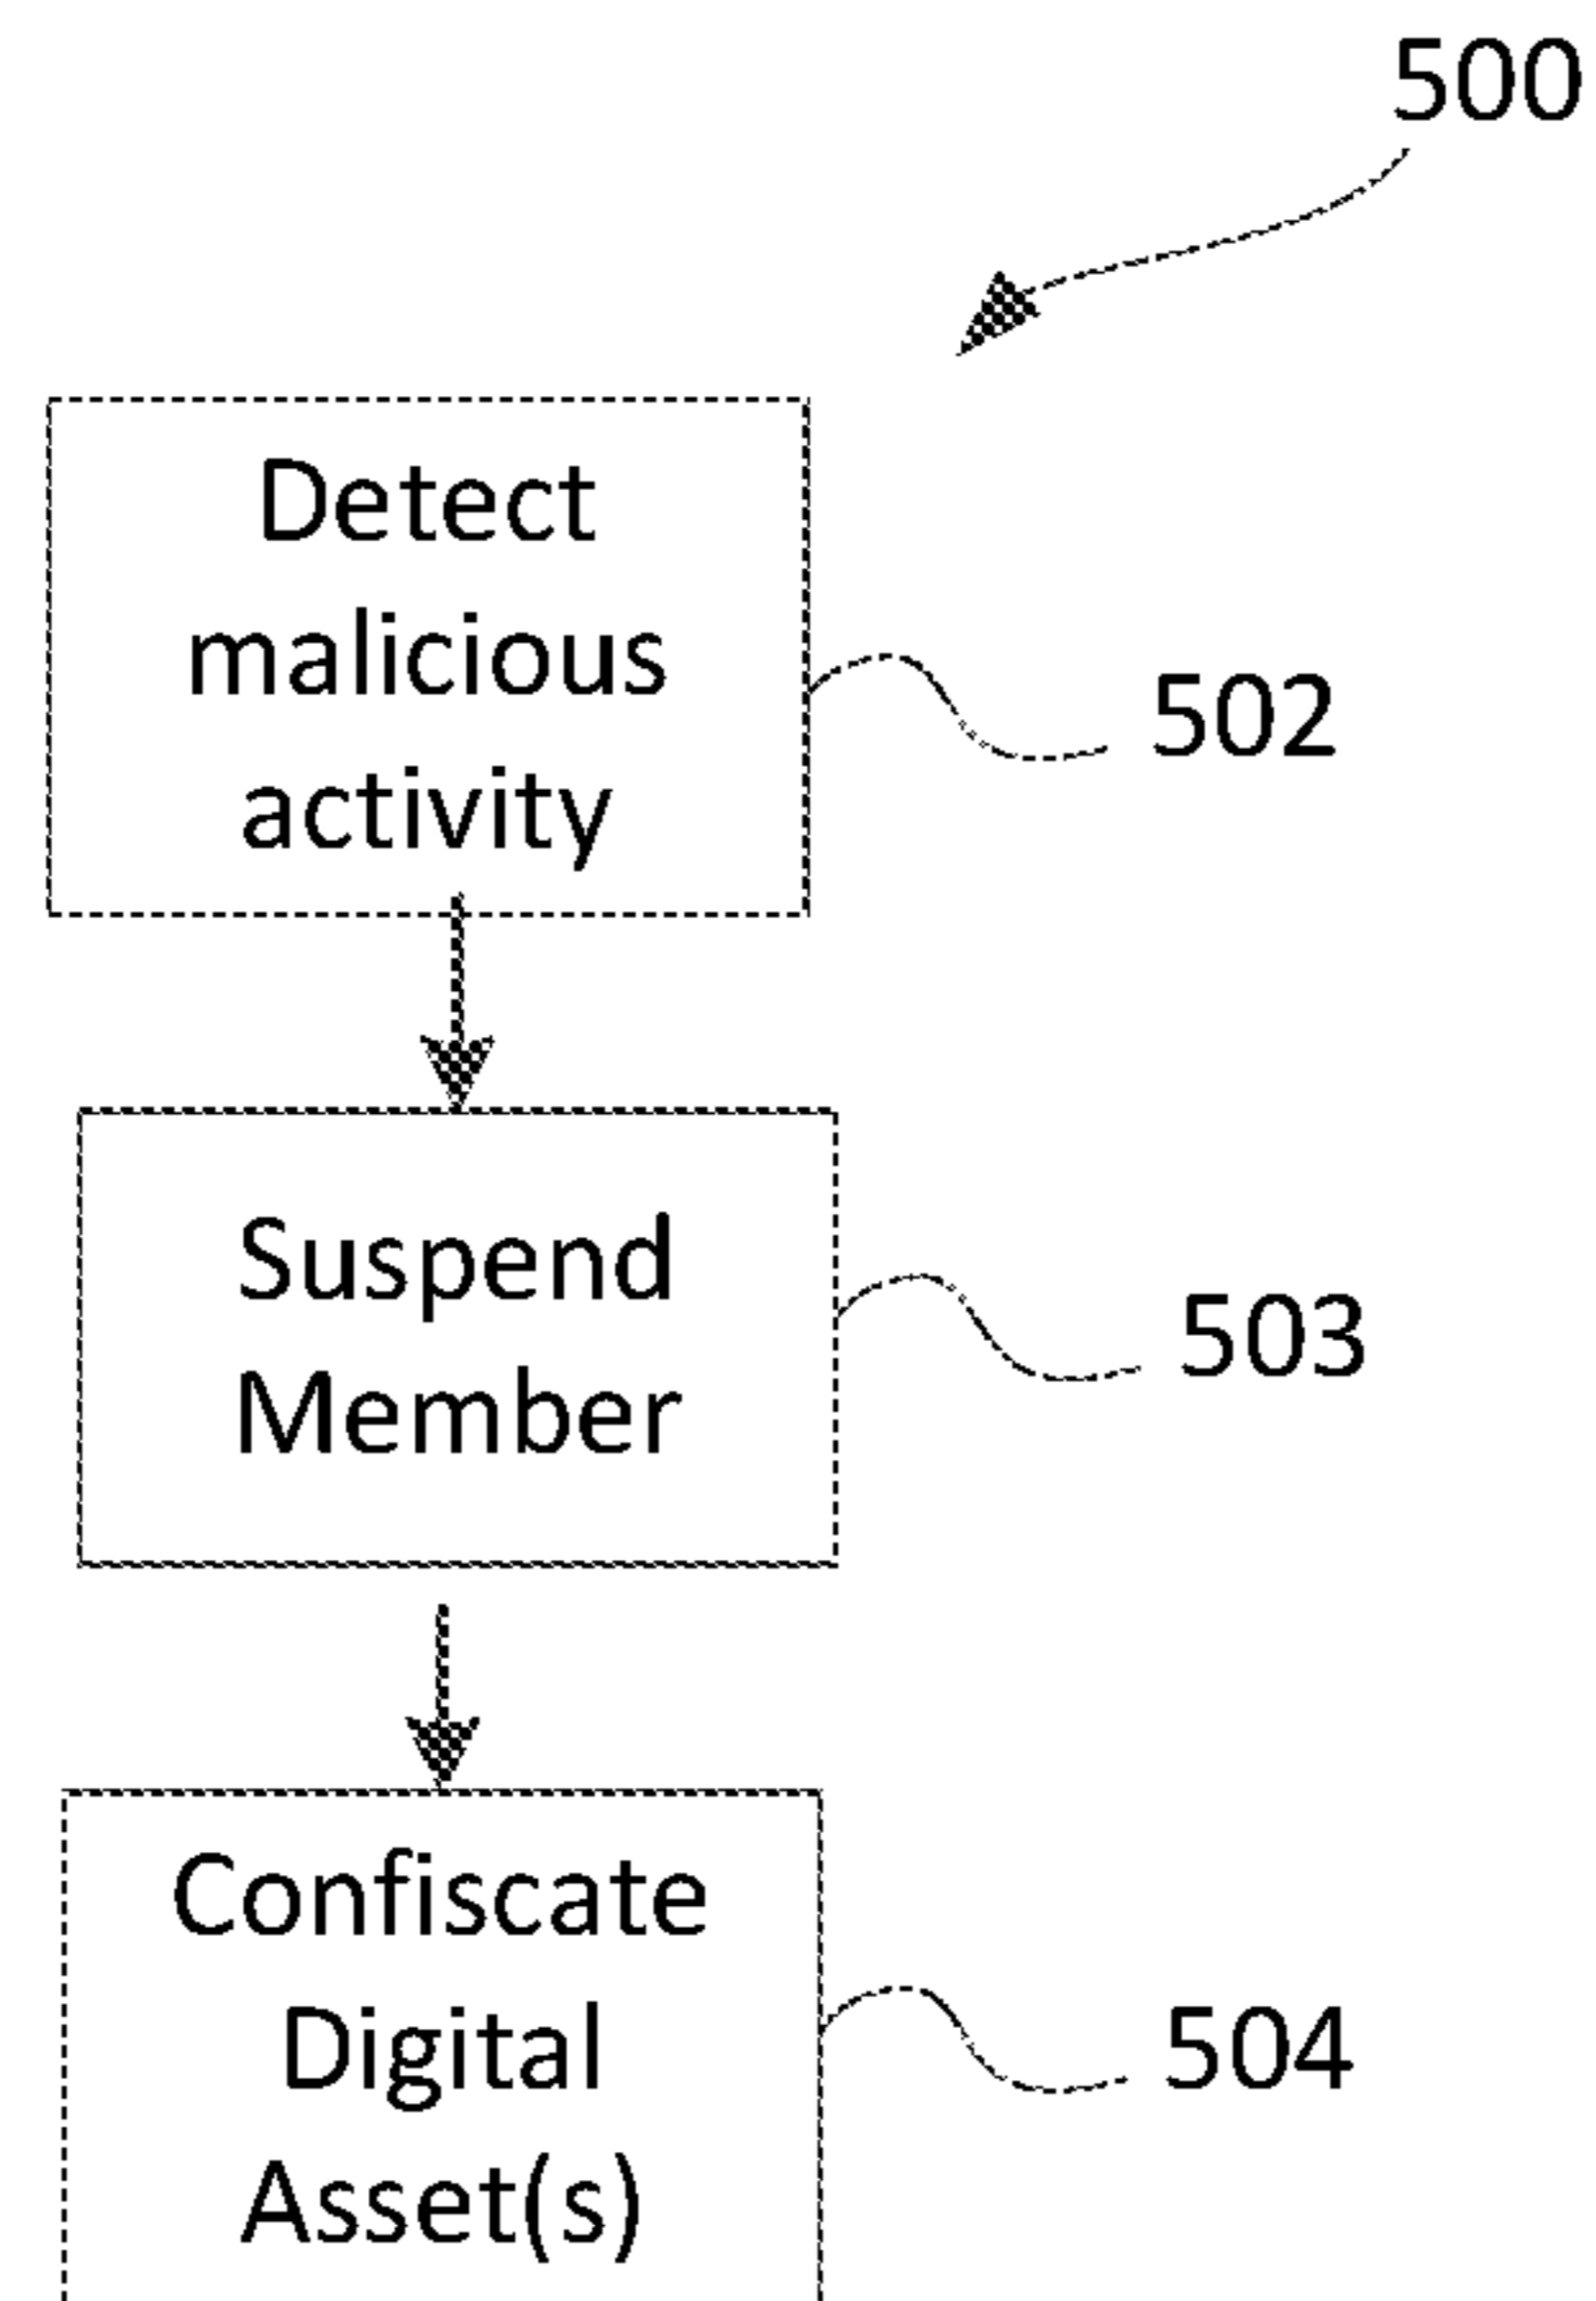 500
Detect
malicious
activity
502
Suspend
Member
503
Confiscate
Digital
Asset(s)
504